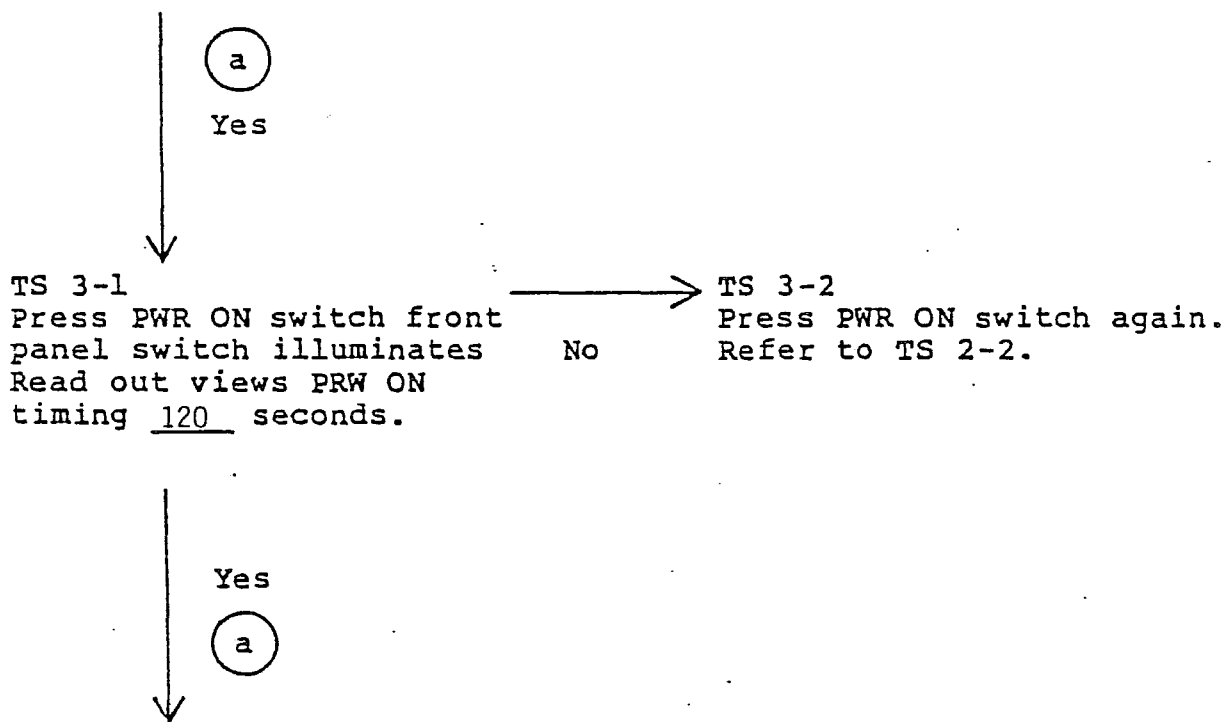 a
Yes
TS 3-1
Press PWR ON switch front
panel switch illuminates
Read out views PRW ON
timing 120 seconds.
No
TS 3-2
Press PWR ON switch again.
Refer to TS 2-2.
Yes
a